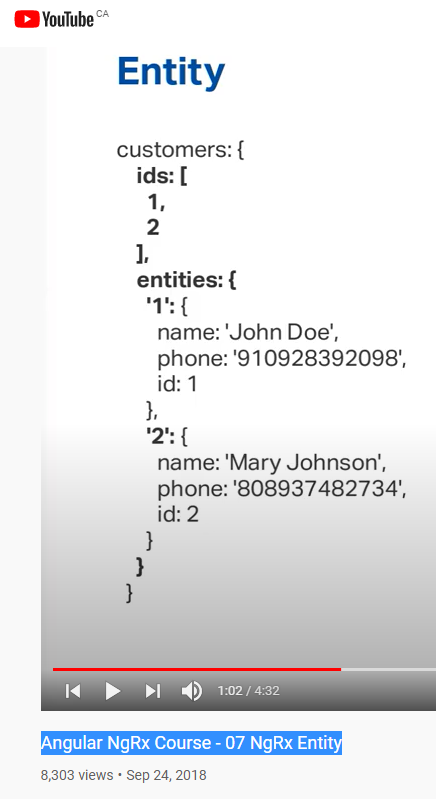 YouTube CA
Entity
customers: {
ids: [
1,
2
],
entities: {
'1': {
name: 'John Doe',
phone: '910928392098',
id: 1
},
'2': {
name: 'Mary Johnson',
phone: '808937482734',
id: 2
}
}
}
1:02 / 4:32
Angular NgRx Course - 07 NgRx Entity
8,303 views • Sep 24, 2018